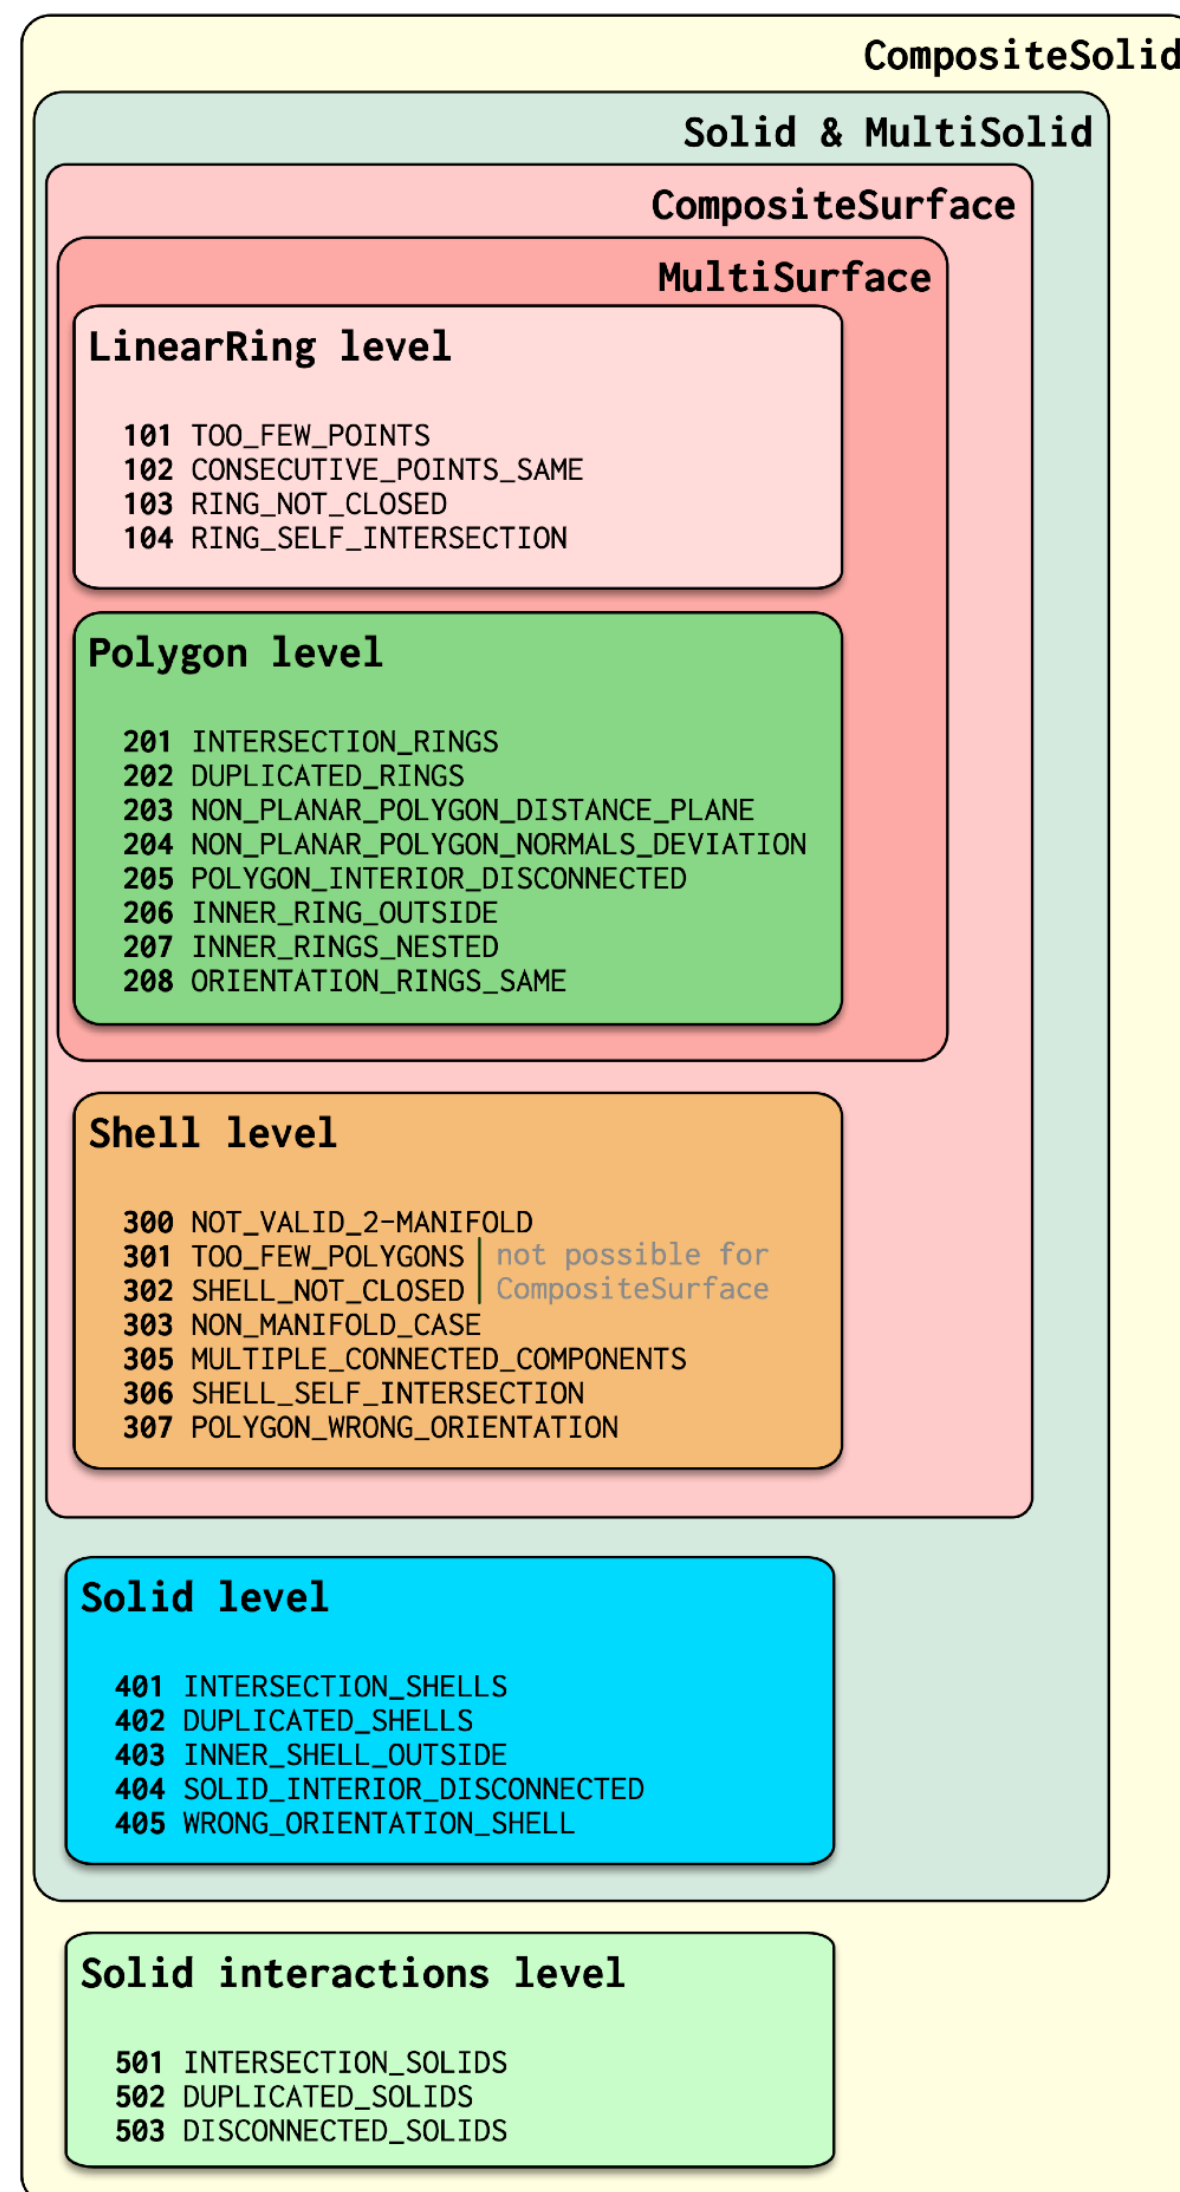 CompositeSolid
Solid & MultiSolid
CompositeSurface
MultiSurface
LinearRing level
101 TOO_FEW_POINTS
102 CONSECUTIVE_POINTS_SAME
103 RING_NOT_CLOSED
104 RING_SELF_INTERSECTION
Polygon level
201 INTERSECTION_RINGS
202 DUPLICATED_RINGS
203 NON_PLANAR_POLYGON_DISTANCE_PLANE
204 NON_PLANAR_POLYGON_NORMALS_DEVIATION
205 POLYGON_INTERIOR_DISCONNECTED
206 INNER_RING_OUTSIDE
207 INNER_RINGS_NESTED
208 ORIENTATION_RINGS_SAME
Shell level
300 NOT_VALID_2-MANIFOLD
301 TOO_FEW_POLYGONS | not possible for
302 SHELL_NOT_CLOSED | CompositeSurface
303 NON_MANIFOLD_CASE
305 MULTIPLE_CONNECTED_COMPONENTS
306 SHELL_SELF_INTERSECTION
307 POLYGON_WRONG_ORIENTATION
Solid level
401 INTERSECTION_SHELLS
402 DUPLICATED_SHELLS
403 INNER_SHELL_OUTSIDE
404 SOLID_INTERIOR_DISCONNECTED
405 WRONG_ORIENTATION_SHELL
Solid interactions level
501 INTERSECTION_SOLIDS
502 DUPLICATED_SOLIDS
503 DISCONNECTED_SOLIDS